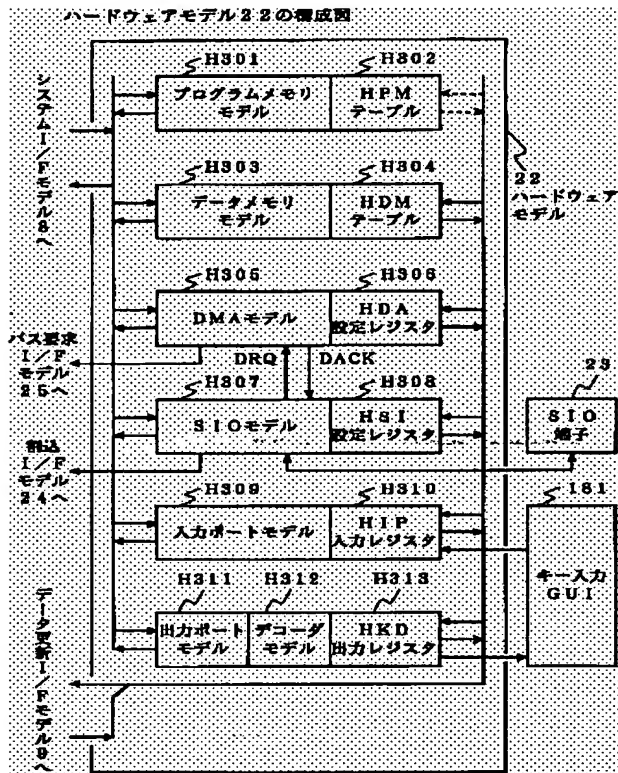 ハードウェアモデル22の構成図
H301
H302
プログラムメモリ
モデル
HPM
テーブル
システムI/Fモデル8へ
H303
H304
データメモリ
モデル
HDM
テーブル
22
ハードウェア
モデル
H305
H306
DMAモデル
HDA
設定レジスタ
バス要求
I/F
モデル
25へ
DRQ
DACK
H307
H308
23
SIOモデル
HSI
設定レジスタ
SIO
端子
割込
I/F
モデル
24へ
H309
H310
161
入力ポートモデル
HIP
入力レジスタ
キー入力
GUI
H311
H312
H313
出力ポート
モデル
デコーダ
モデル
HKD
出力レジスタ
データ更新I/Fモデル9へ